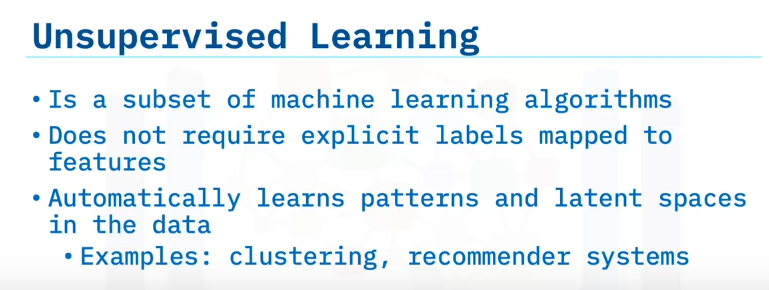 Unsupervised Learning
• Is a subset of machine learning algorithms
• Does not require explicit labels mapped to
features
• Automatically learns patterns and latent spaces
in the data
• Examples: clustering, recommender systems